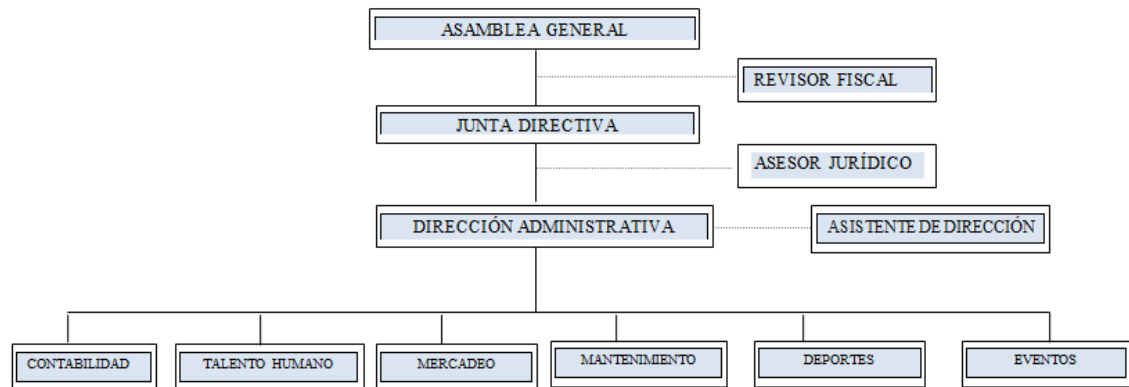 ASAMBLEA GENERAL
REVISOR FISCAL
JUNTA DIRECTIVA
ASESOR JURÍDICO
DIRECCIÓN ADMINISTRATIVA
ASISTENTE DE DIRECCIÓN
CONTABILIDAD
TALENTO HUMANO
MERCADEO
MANTENIMIENTO
DEPORTES
EVENTOS